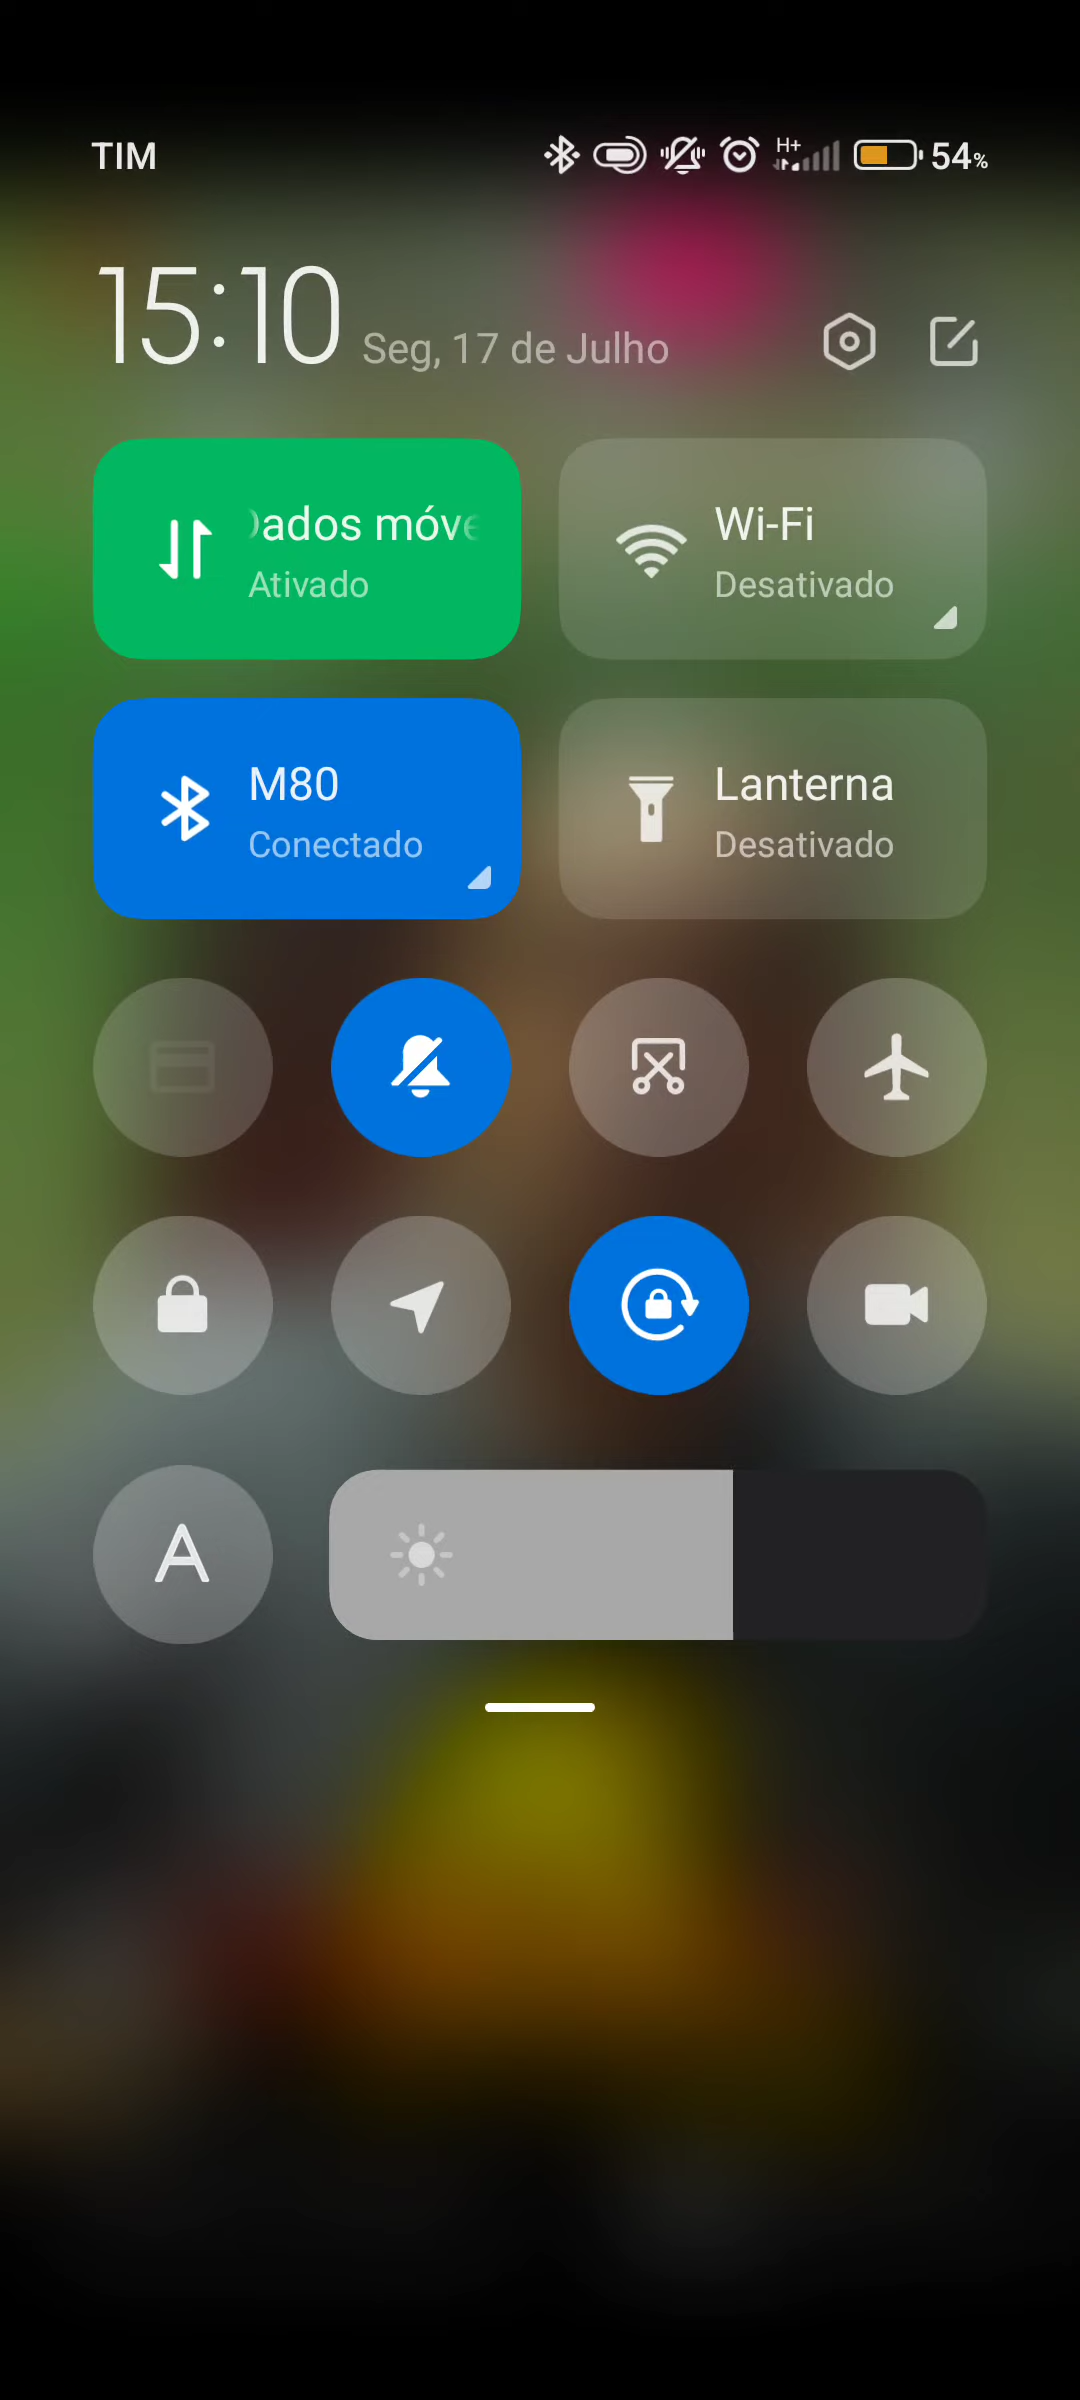 TIM
H+
54%
15:10 Seg, 17 de Julho
Dados móve
Ativado
Wi-Fi
Desativado
M80
Conectado
Lanterna
Desativado
A